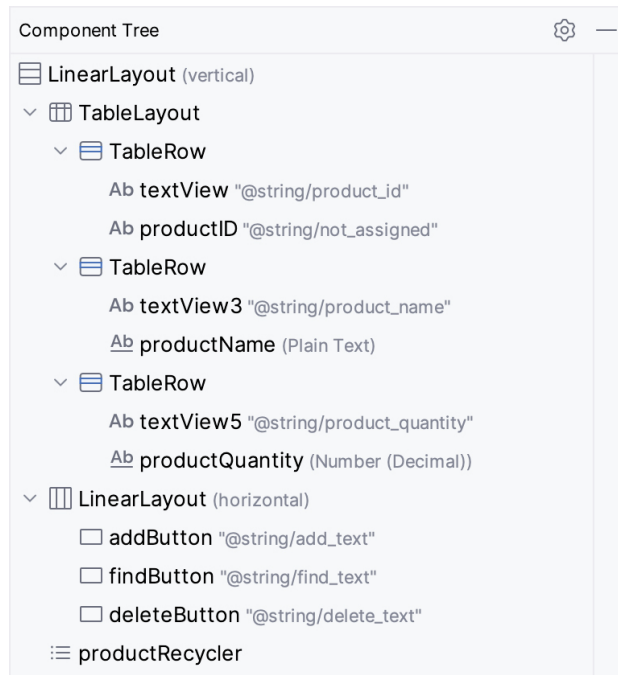 Component Tree
LinearLayout (vertical)
TableLayout
TableRow
Ab textView "@string/product_id"
Ab productID "@string/not_assigned"
TableRow
Ab textView3 "@string/product_name"
Ab productName (Plain Text)
TableRow
Ab textView5 "@string/product_quantity"
Ab productQuantity (Number (Decimal))
LinearLayout (horizontal)
addButton "@string/add_text"
findButton "@string/find_text"
deleteButton "@string/delete_text"
productRecycler